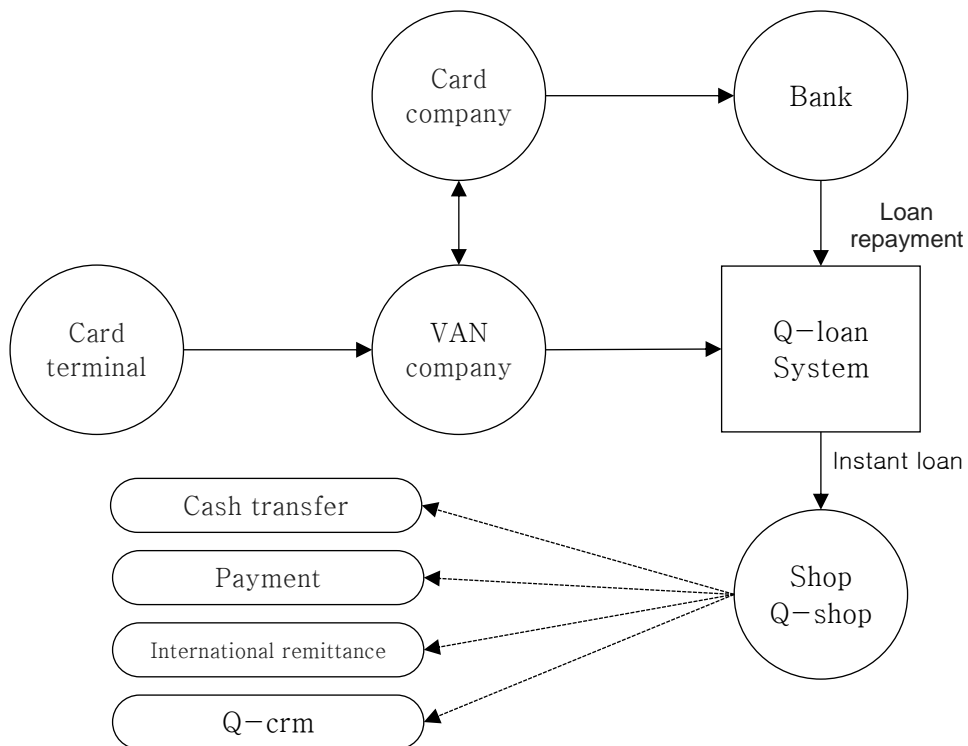 Card
company
Bank
Loan
repayment
Card
terminal
VAN
company
Q-loan
System
Instant loan
Cash transfer
Payment
International remittance
Q-crm
Shop
Q-shop